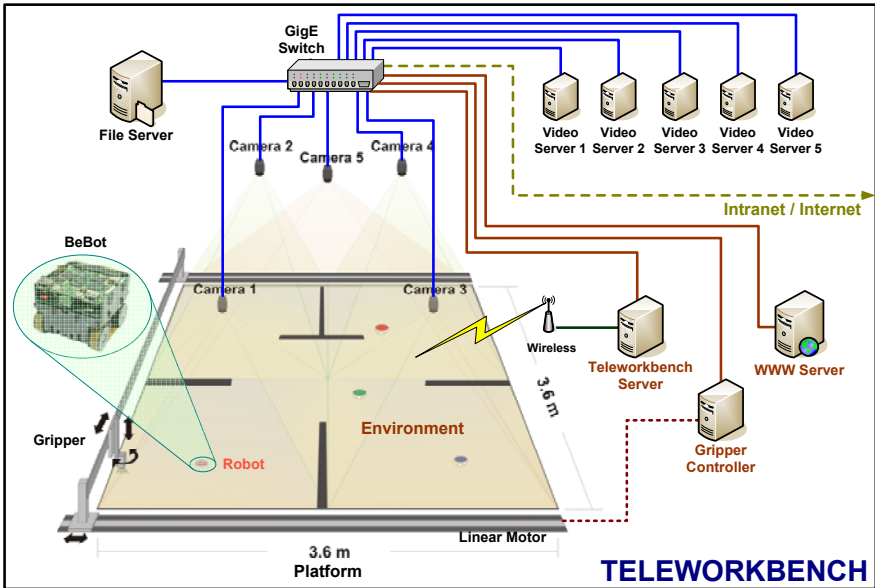 GigE
Switch
File Server
Video
Server 1
Video
Server 2
Video
Server 3
Video
Server 4
Video
Server 5
Camera 2
Camera 5
Camera 4
Intranet / Internet
BeBot
Camera 1
Camera 3
Wireless
Teleworkbench
Server
WWW Server
3.6 m
Gripper
Environment
Gripper
Controller
Robot
Linear Motor
3.6 m
Platform
TELEWORKBENCH